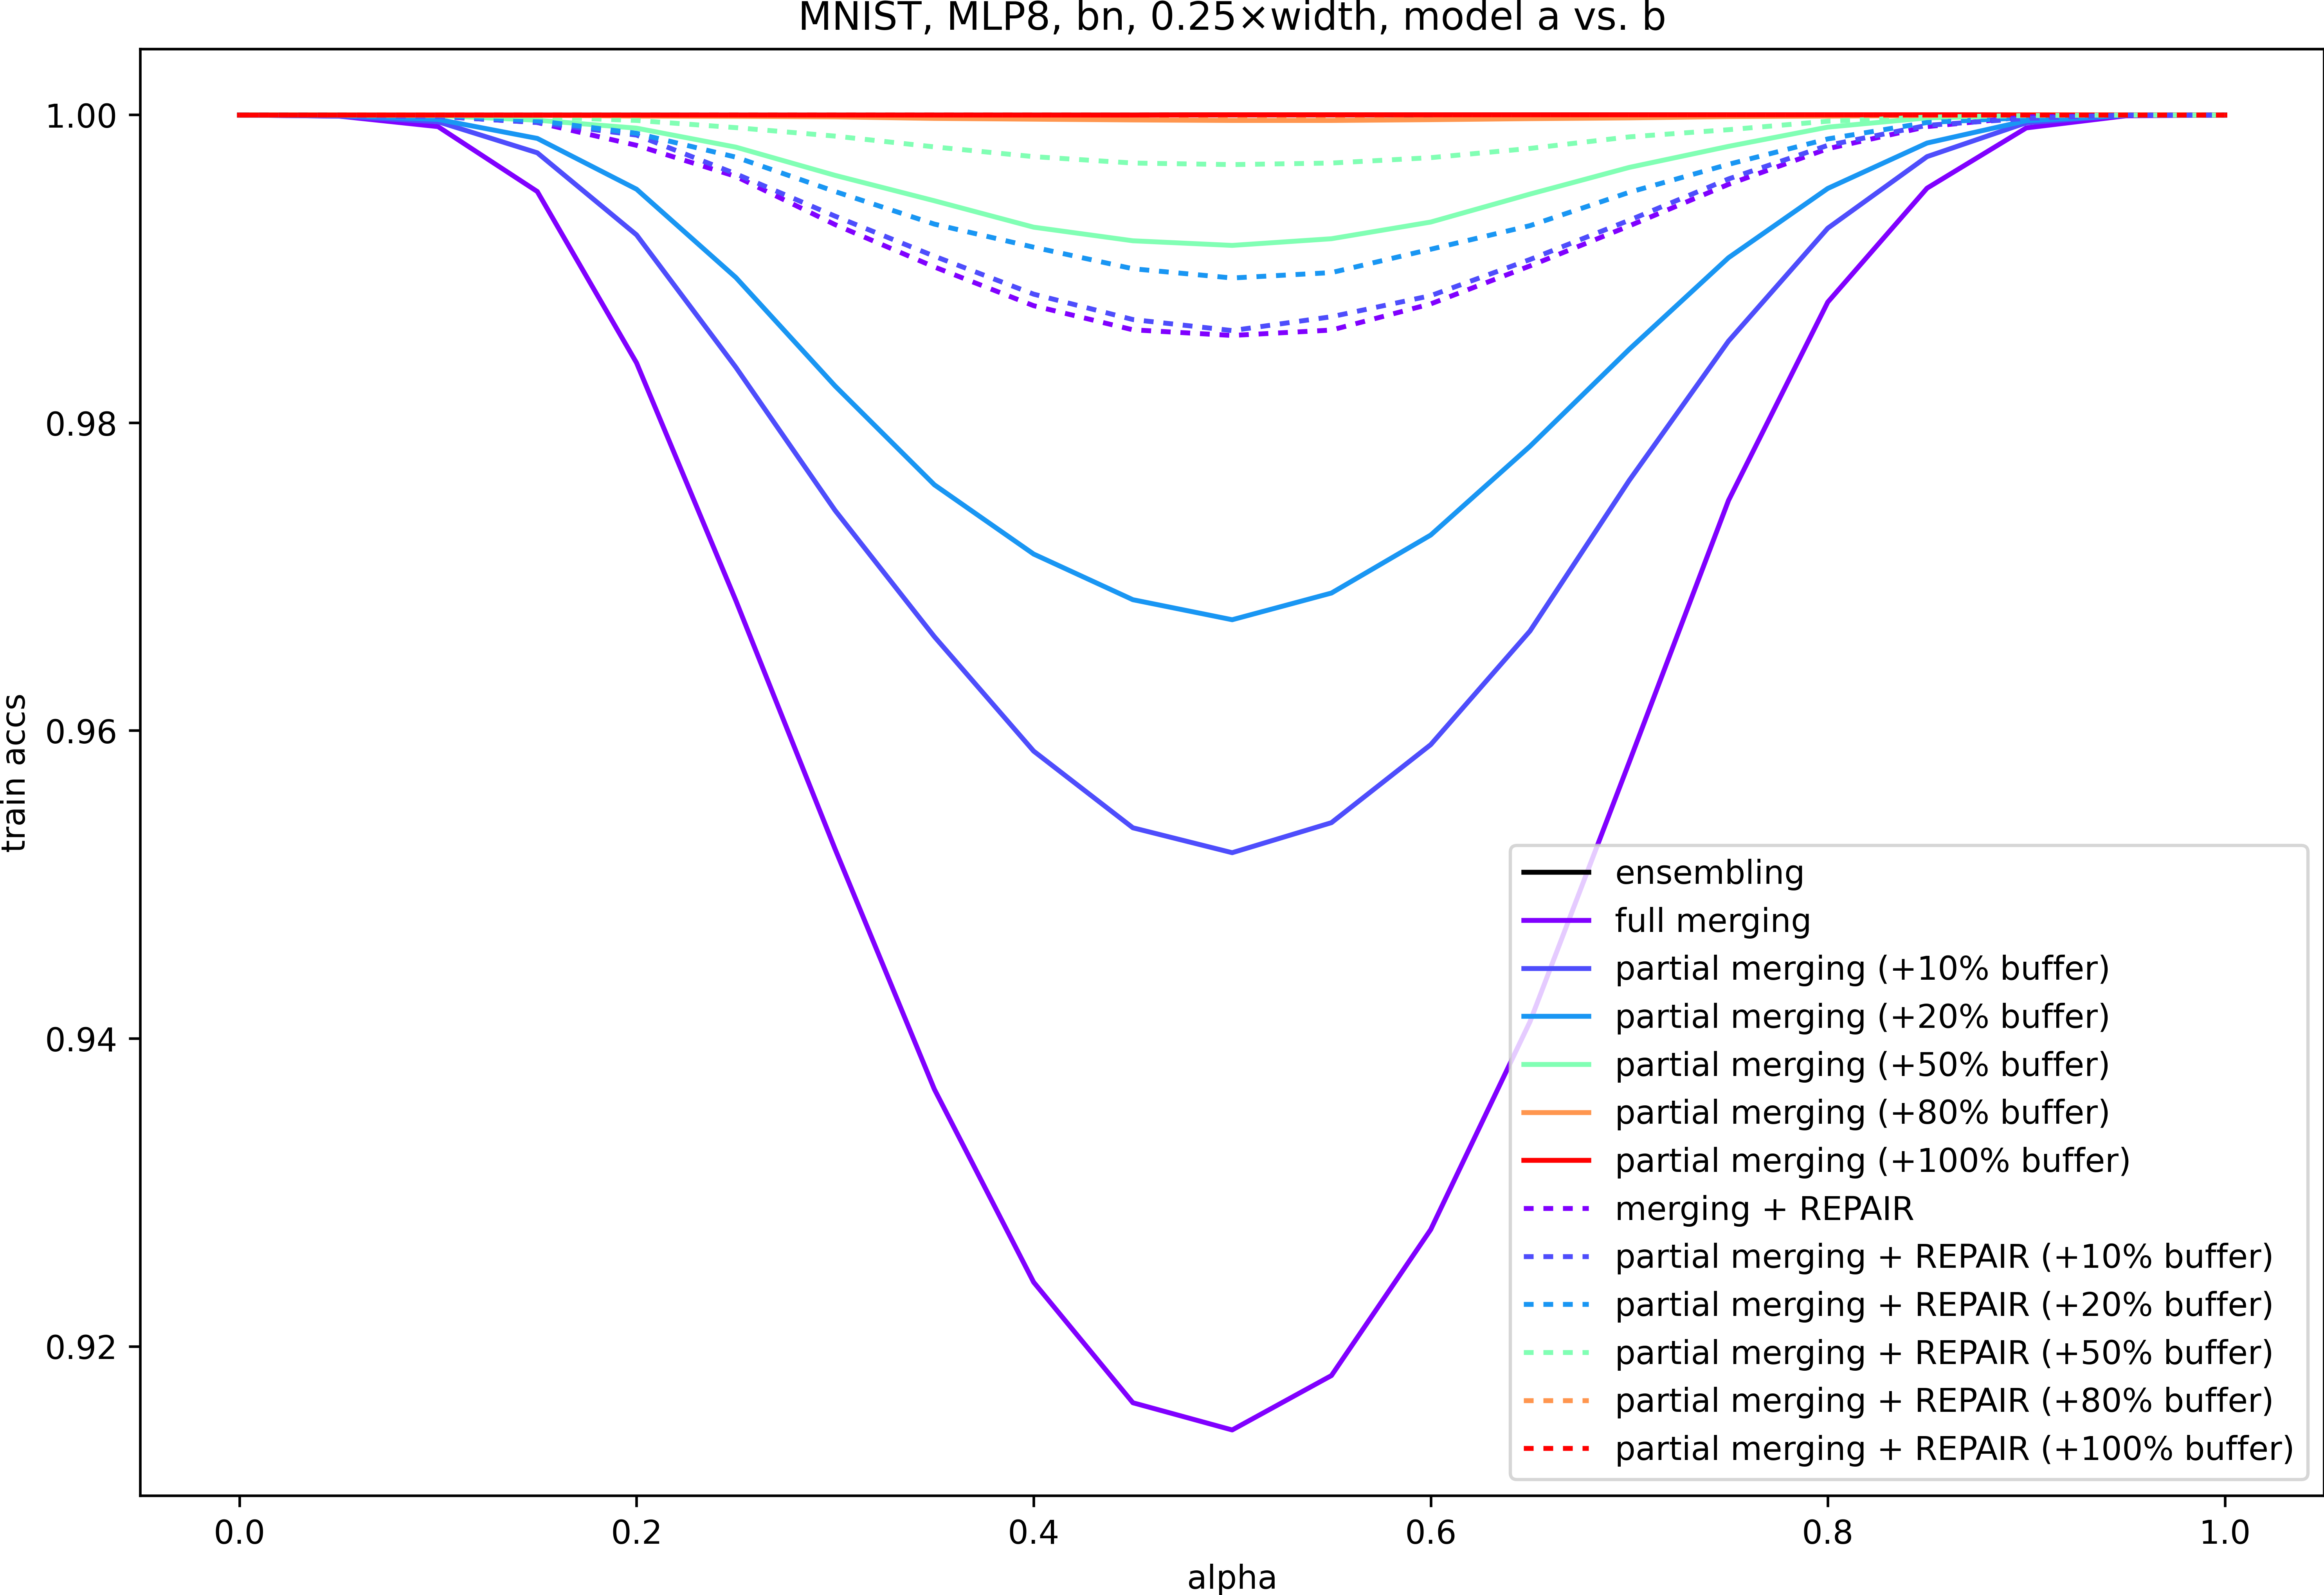 MNIST, MLP8, bn, 0.25×width, model a vs. b
1.00
0.98
0.96
0.94
0.92
train accs
0.0
0.2
0.4
0.6
0.8
1.0
alpha
ensembling
full merging
partial merging (+10% buffer)
partial merging (+20% buffer)
partial merging (+50% buffer)
partial merging (+80% buffer)
partial merging (+100% buffer)
merging + REPAIR
partial merging + REPAIR (+10% buffer)
partial merging + REPAIR (+20% buffer)
partial merging + REPAIR (+50% buffer)
partial merging + REPAIR (+80% buffer)
partial merging + REPAIR (+100% buffer)